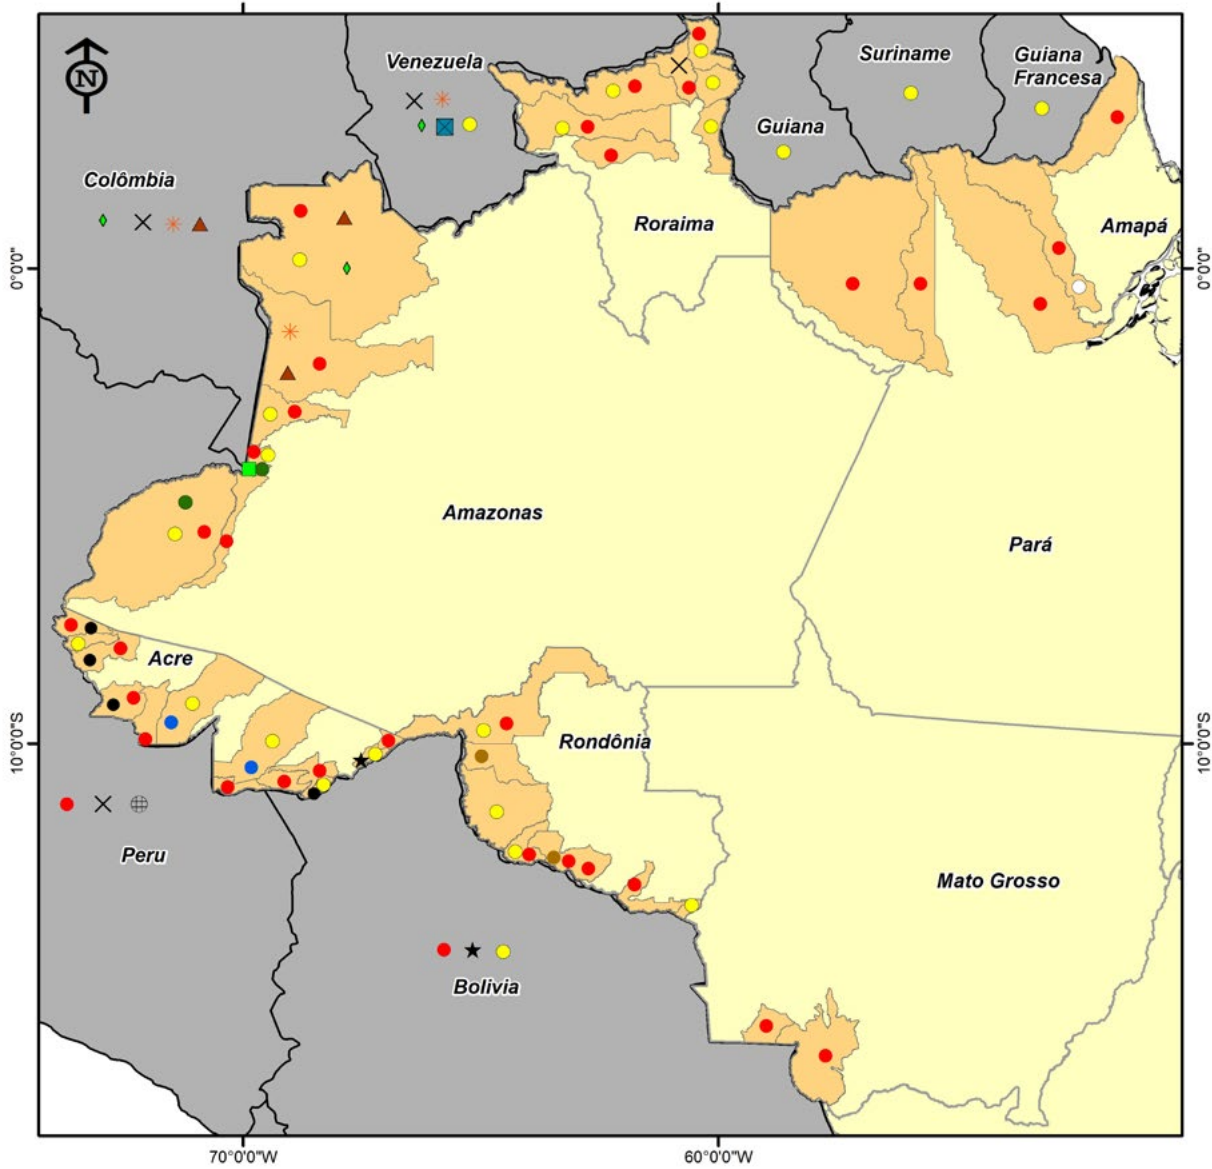 N
Venezuela
Suriname
Guiana
Francesa
Guiana
Colômbia
Roraima
Amapá
0°0'0"
0°0'0"
Amazonas
Pará
Acre
Rondônia
10°0'0"S
10°0'0"S
Peru
Mato Grosso
Bolivia
70°0'0"W
60°0'0"W